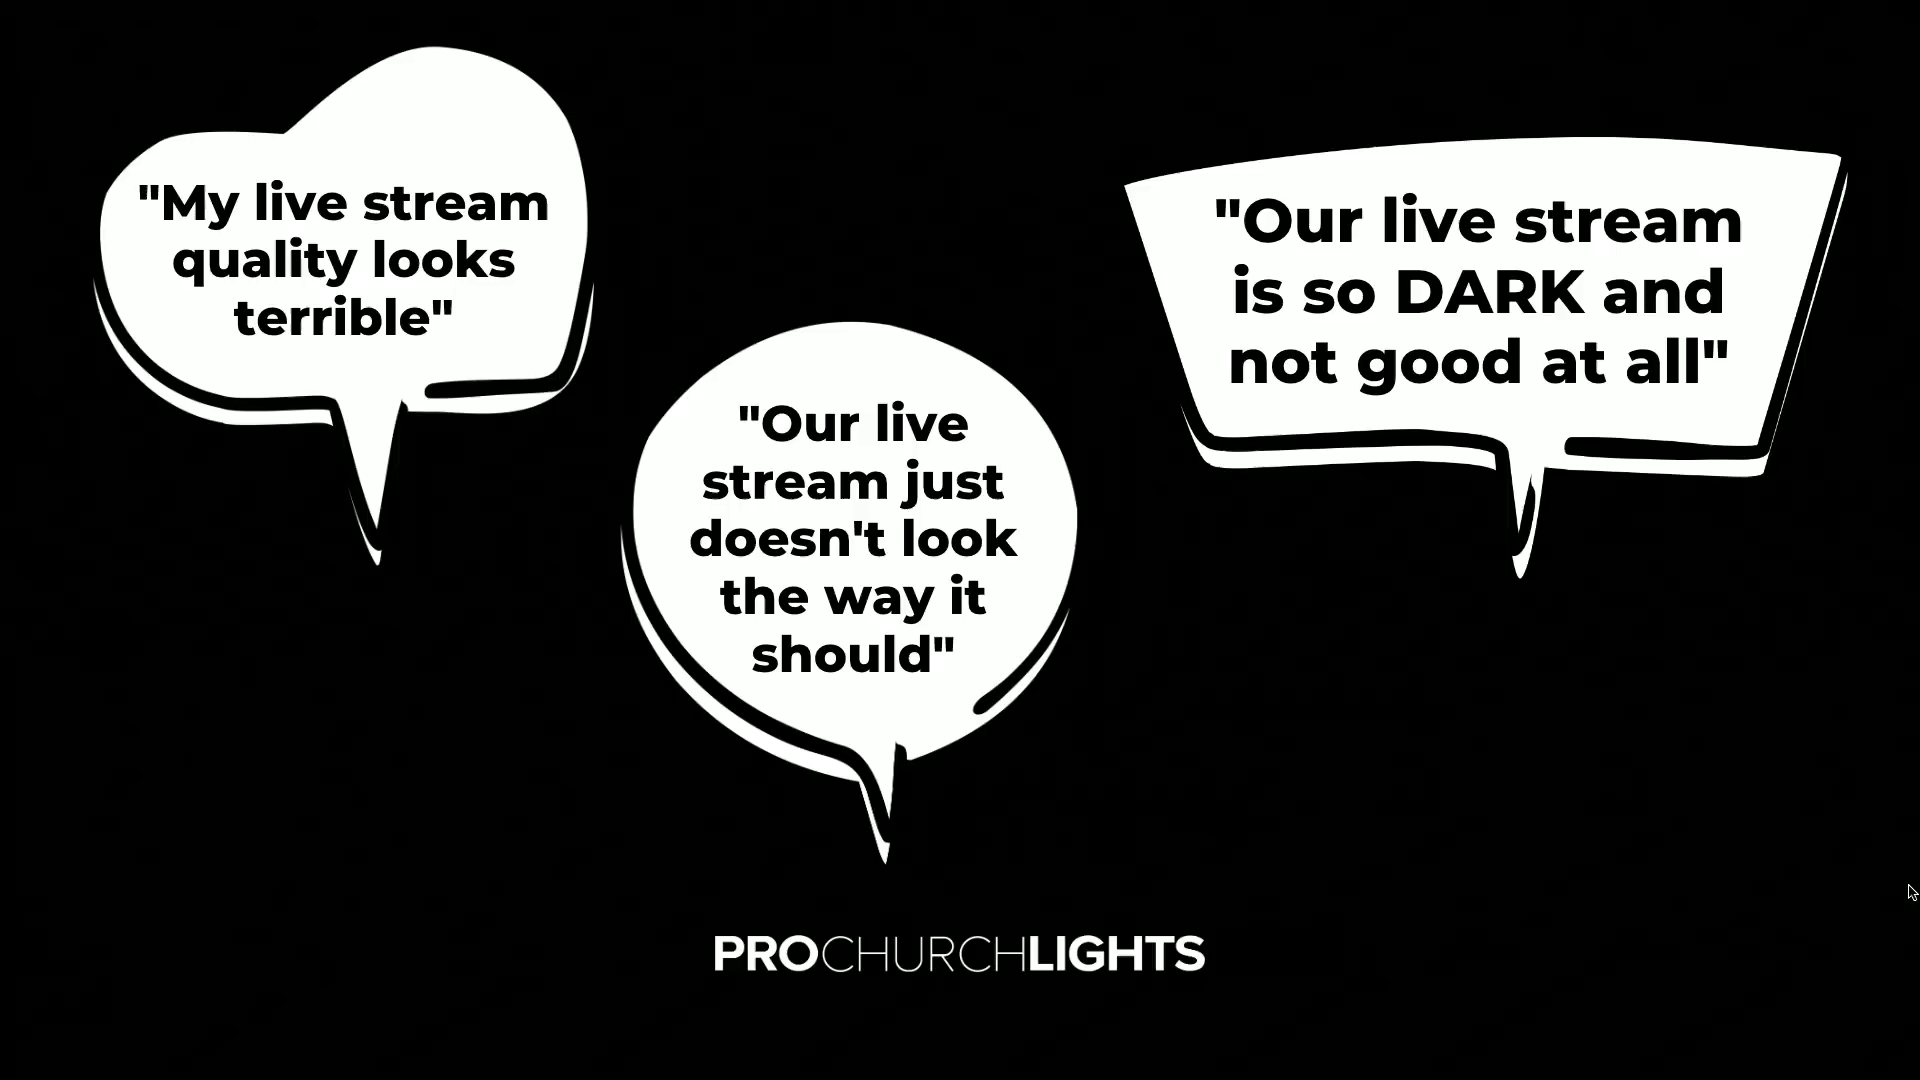 "My live stream
quality looks
terrible"
"Our live
stream just
doesn't look
the way it
should"
"Our live stream
is so DARK and
not good at all"
PROCHURCHLIGHTS